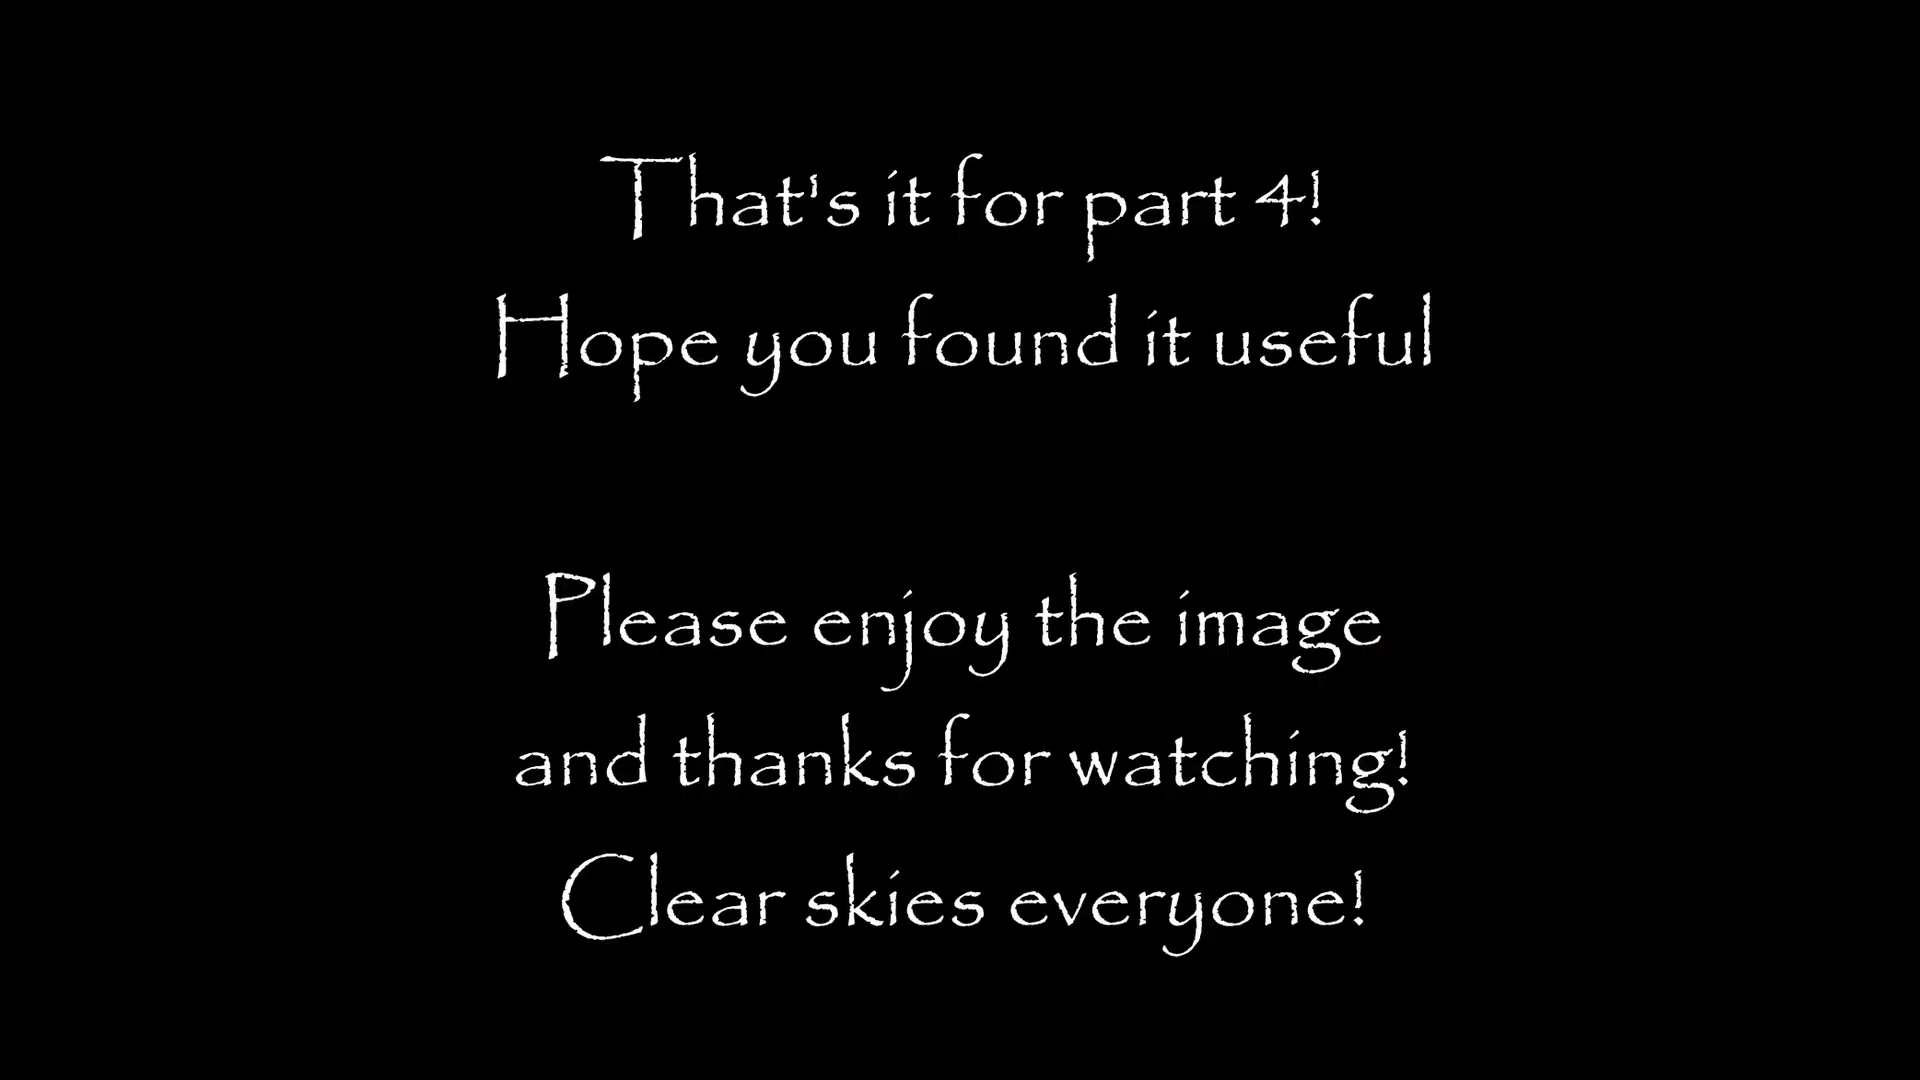 That's it for part 4!
Hope you found it useful
Please enjoy the image
and thanks for watching!
Clear skies everyone!